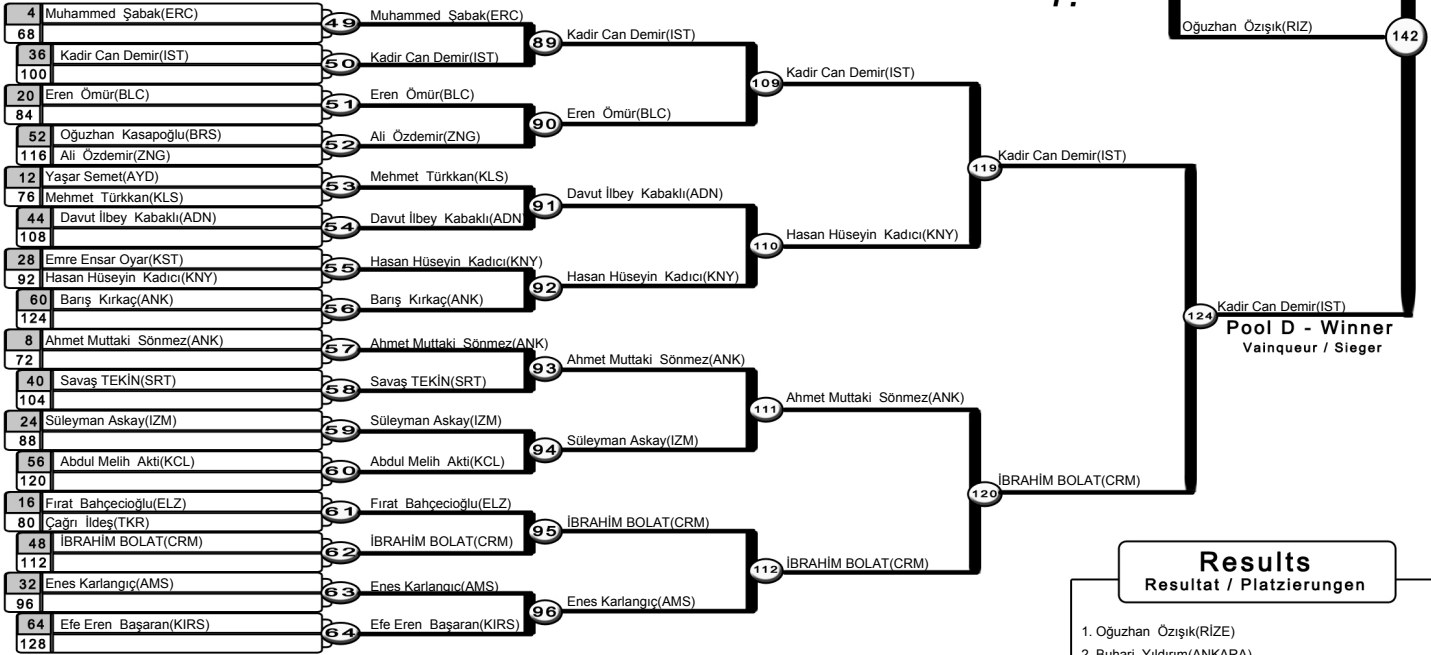 4 Muhammed Şabak(ERC)
68
36 Kadir Can Demir(IST)
100
20 Eren Ömür(BLC)
84
52 Oğuzhan Kasapoğlu(BRS)
116 Ali Özdemir(ZNG)
12 Yaşar Semet(AYD)
76 Mehmet Türkkan(KLS)
44 Davut İlbey Kabaklı(ADN)
108
28 Emre Ensar Oyar(KST)
92 Hasan Hüseyin Kadıcı(KNY)
60 Barış Kırkaç(ANK)
124
8 Ahmet Muttaki Sönmez(ANK)
72
40 Savaş TEKİN(SRT)
104
24 Süleyman Askay(IZM)
88
56 Abdul Melih Akti(KCL)
120
16 Fırat Bahçecioğlu(ELZ)
80 Çağrı İldeş(TKR)
48 İBRAHİM BOLAT(CRM)
112
32 Enes Karlangıç(AMS)
96
64 Efe Eren Başaran(KIRS)
128
49 Muhammed Şabak(ERC)
50 Kadir Can Demir(IST)
51 Eren Ömür(BLC)
52 Ali Özdemir(ZNG)
53 Mehmet Türkkan(KLS)
54 Davut İlbey Kabaklı(ADN
55 Hasan Hüseyin Kadıcı(KNY)
56 Barış Kırkaç(ANK)
57 Ahmet Muttaki Sönmez(ANK)
58 Savaş TEKİN(SRT)
59 Süleyman Askay(IZM)
60 Abdul Melih Akti(KCL)
61 Fırat Bahçecioğlu(ELZ)
62 İBRAHİM BOLAT(CRM)
63 Enes Karlangıç(AMS)
64 Efe Eren Başaran(KIRS)
89 Kadir Can Demir(IST)
90 Eren Ömür(BLC)
91 Davut İlbey Kabaklı(ADN)
92 Hasan Hüseyin Kadıcı(KNY)
93 Ahmet Muttaki Sönmez(ANK)
94 Süleyman Askay(IZM)
95 İBRAHİM BOLAT(CRM)
96 Enes Karlangıç(AMS)
109 Kadir Can Demir(IST)
110 Hasan Hüseyin Kadıcı(KNY)
111 Ahmet Muttaki Sönmez(ANK)
112 İBRAHİM BOLAT(CRM)
119 Kadir Can Demir(IST)
120 İBRAHİM BOLAT(CRM)
124 Kadir Can Demir(IST)
Pool D - Winner
Vainqueur / Sieger
Oğuzhan Özışık(RIZ)
142
Results
Resultat / Platzierungen
1. Oğuzhan Özışık(RİZE)
2. Buhari Yıldırım(ANKARA)